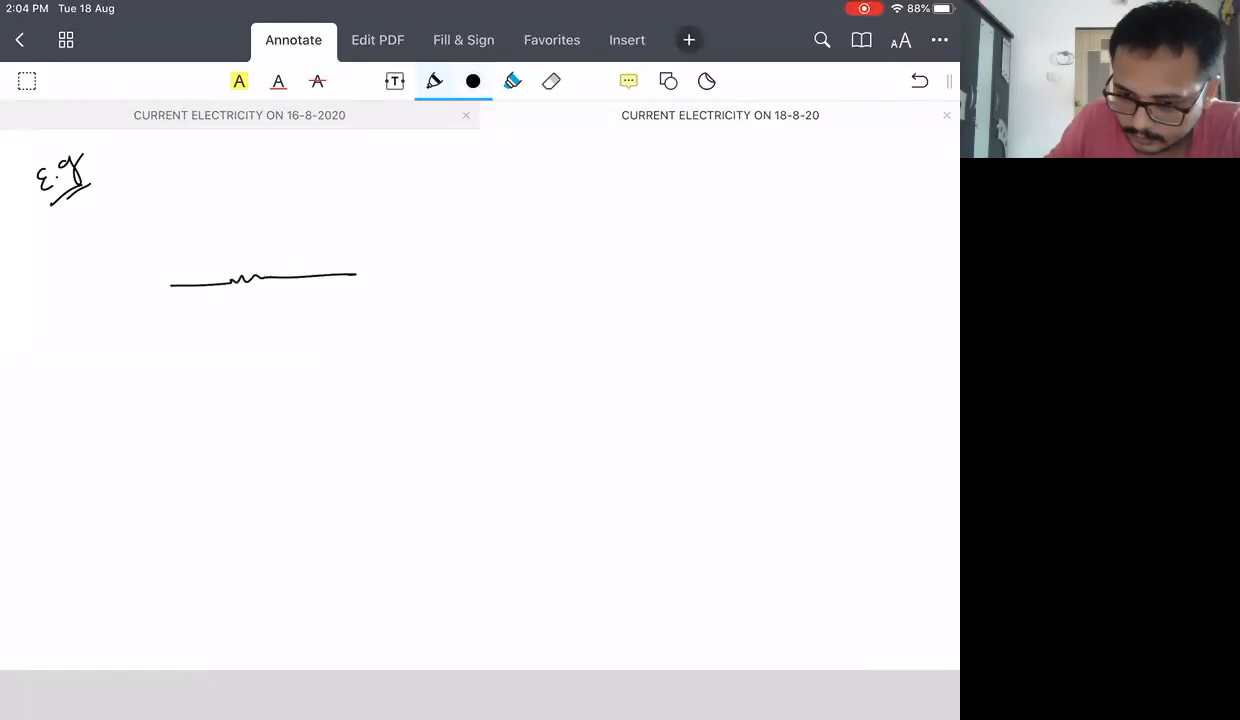 2:04 PM Tue 18 Aug 88%
Annotate Edit PDF Fill & Sign Favorites Insert
AA
A A A T
CURRENT ELECTRICITY ON 16-8-2020 CURRENT ELECTRICITY ON 18-8-20
E.g